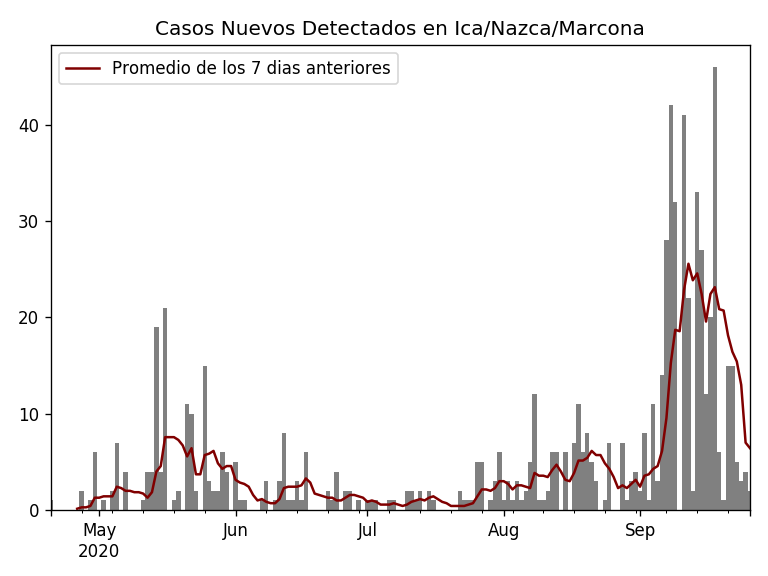 Casos Nuevos Detectados en Ica/Nazca/Marcona
Promedio de los 7 dias anteriores
40
30
20
10
0
May Jun Jul Aug Sep
2020